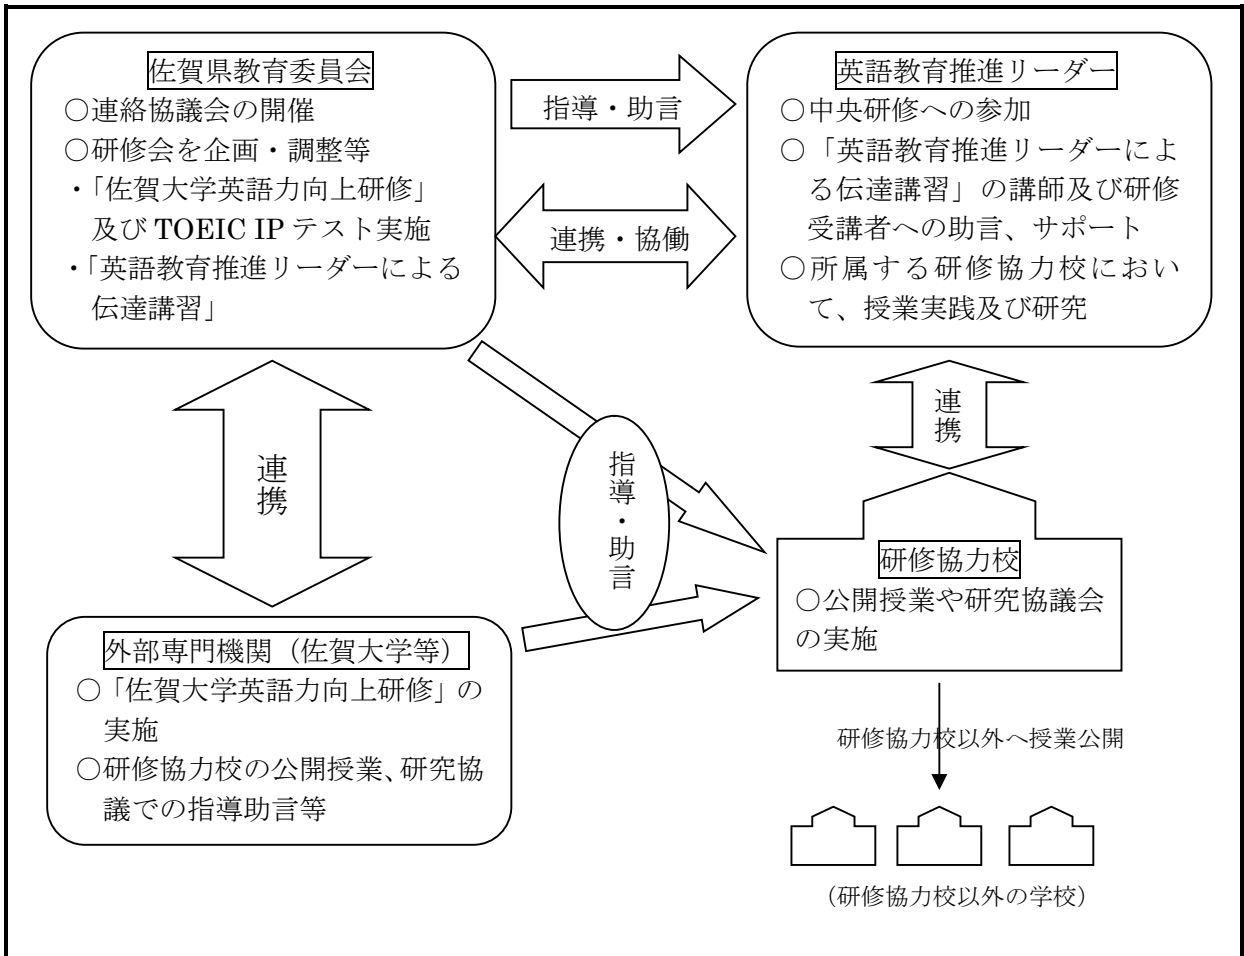 佐賀県教育委員会
〇連絡協議会の開催
〇研修会を企画・調整等
・「佐賀大学英語力向上研修」
及び TOEIC IP テスト実施
・「英語教育推進リーダーによる
伝達講習」
指導・助言
連携・協働
英語教育推進リーダー
〇中央研修への参加
〇「英語教育推進リーダーによ
る伝達講習」の講師及び研修
受講者への助言、サポート
〇所属する研修協力校におい
て、授業実践及び研究
連携
指導・助言
連携
研修協力校
〇公開授業や研究協議会
の実施
外部専門機関（佐賀大学等）
〇「佐賀大学英語力向上研修」の
実施
〇研修協力校の公開授業、研究協
議での指導助言等
研修協力校以外へ授業公開
（研修協力校以外の学校）